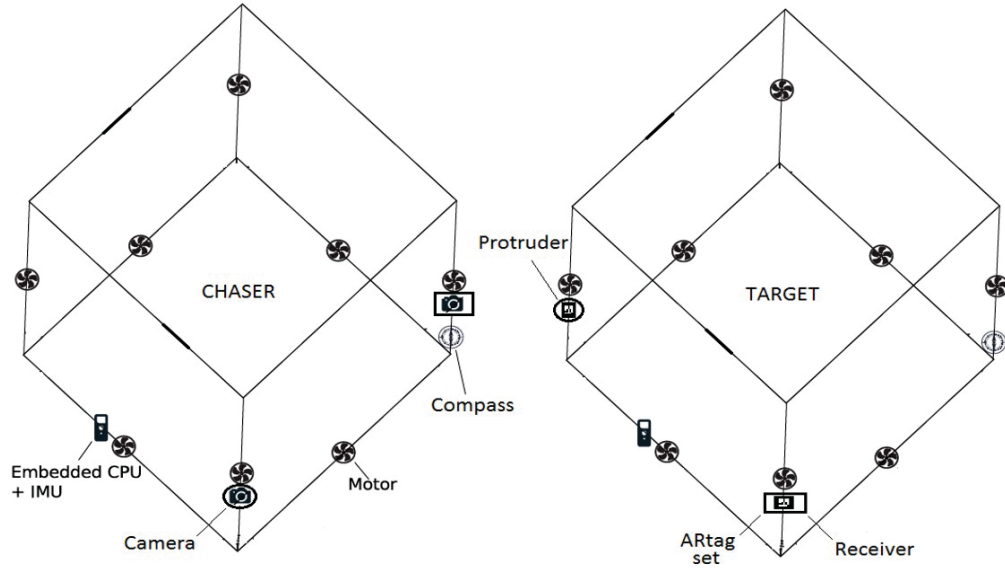 CHASER
Compass
Embedded CPU
+ IMU
Motor
Camera
Protruder
TARGET
ARtag
set
Receiver